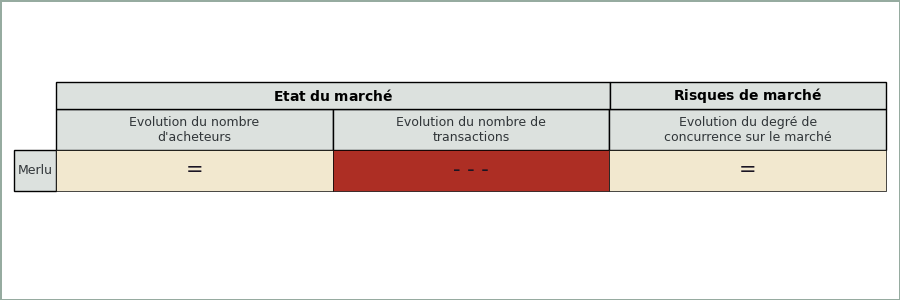 Etat du marché
Risques de marché
Evolution du nombre
d'acheteurs
Evolution du nombre de
transactions
Evolution du degré de
concurrence sur le marché
Merlu
=
- - -
=